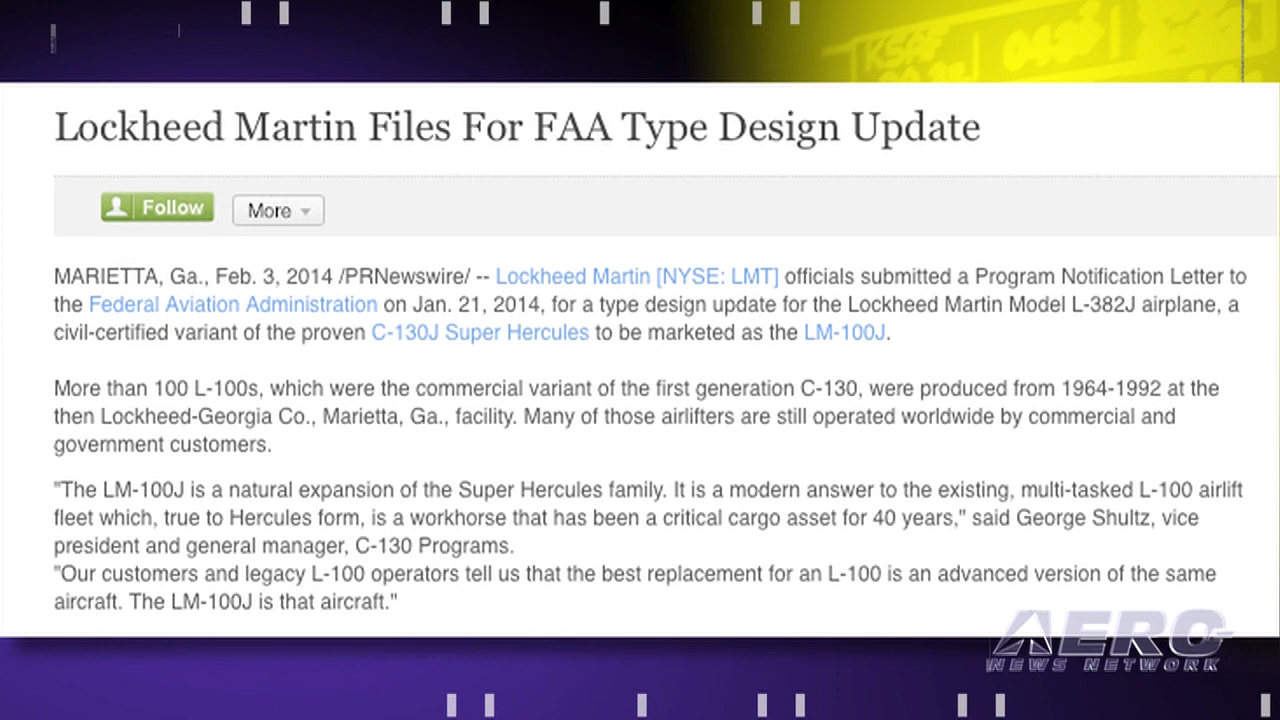 KSAF
Lockheed Martin Files For FAA Type Design Update
Follow
More
MARIETTA, Ga., Feb. 3, 2014 /PRNewswire/ -- Lockheed Martin [NYSE: LMT] officials submitted a Program Notification Letter to
the Federal Aviation Administration on Jan. 21, 2014, for a type design update for the Lockheed Martin Model L-382J airplane, a
civil-certified variant of the proven C-130J Super Hercules to be marketed as the LM-100J.
More than 100 L-100s, which were the commercial variant of the first generation C-130, were produced from 1964-1992 at the
then Lockheed-Georgia Co., Marietta, Ga., facility. Many of those airlifters are still operated worldwide by commercial and
government customers.
"The LM-100J is a natural expansion of the Super Hercules family. It is a modern answer to the existing, multi-tasked L-100 airlift
fleet which, true to Hercules form, is a workhorse that has been a critical cargo asset for 40 years," said George Shultz, vice
president and general manager, C-130 Programs.
"Our customers and legacy L-100 operators tell us that the best replacement for an L-100 is an advanced version of the same
aircraft. The LM-100J is that aircraft."
AERO
NEWS NETWORK